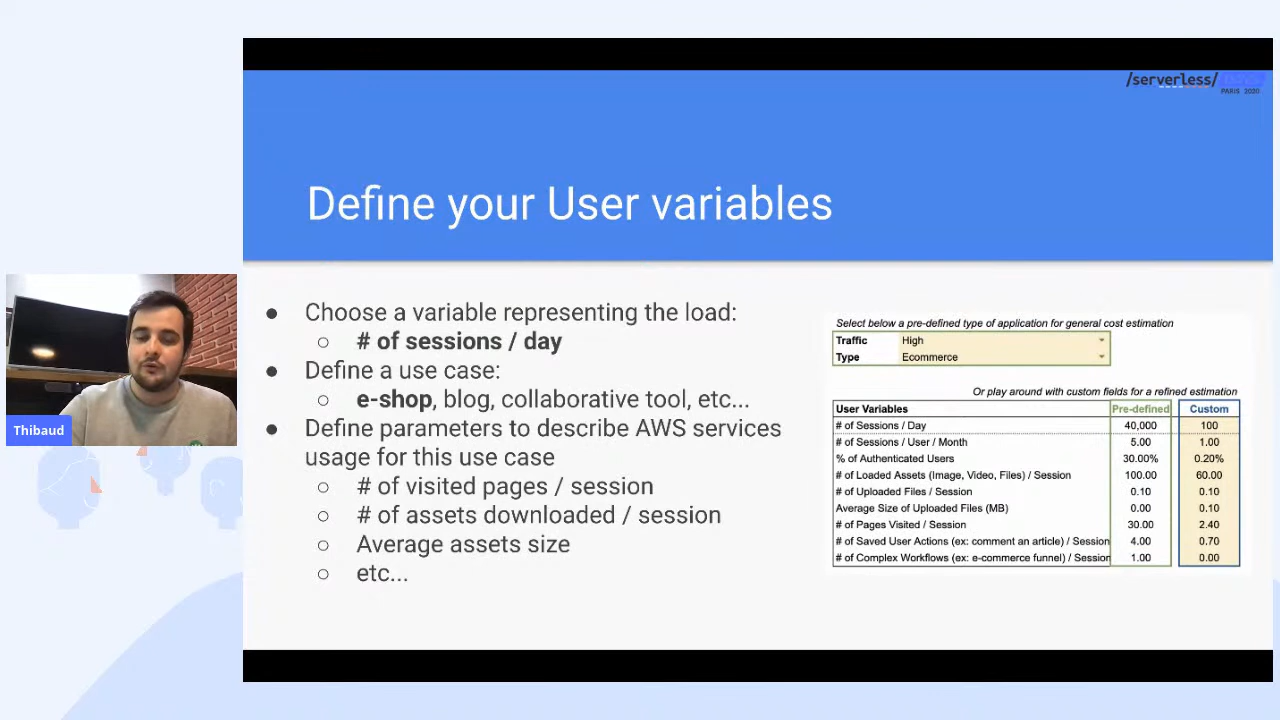 /serverless/
PARIS 2020
Define your User variables
Thibaud
● Choose a variable representing the load:
○ # of sessions / day
● Define a use case:
○ e-shop, blog, collaborative tool, etc...
● Define parameters to describe AWS services
usage for this use case
○ # of visited pages / session
○ # of assets downloaded / session
○ Average assets size
○ etc...
Select below a pre-defined type of application for general cost estimation
Traffic High
Type Ecommerce
Or play around with custom fields for a refined estimation
User Variables Pre-defined Custom
# of Sessions / Day 40,000 100
# of Sessions / User / Month 5.00 1.00
% of Authenticated Users 30.00% 0.20%
# of Loaded Assets (Image, Video, Files) / Session 100.00 60.00
# of Uploaded Files / Session 0.10 0.10
Average Size of Uploaded Files (MB) 0.00 0.10
# of Pages Visited / Session 30.00 2.40
# of Saved User Actions (ex: comment an article) / Session 4.00 0.70
# of Complex Workflows (ex: e-commerce funnel) / Session 1.00 0.00